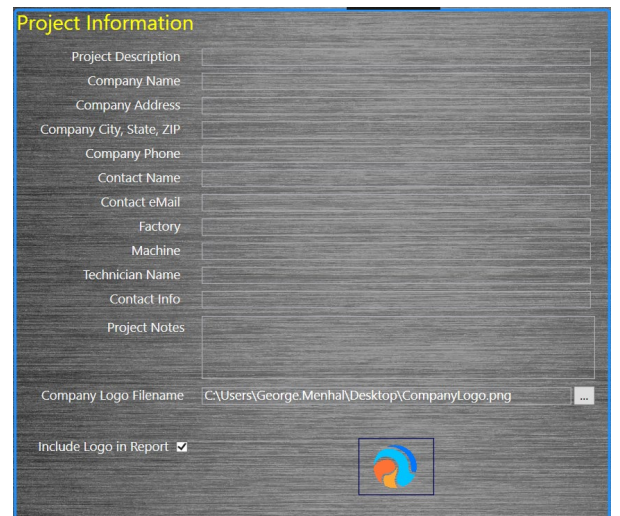 Project Information
Project Description
Company Name
Company Address
Company City, State, ZIP
Company Phone
Contact Name
Contact eMail
Factory
Machine
Technician Name
Contact Info
Project Notes
Company Logo Filename C:\Users\George.Menhal\Desktop\CompanyLogo.png ...
Include Logo in Report